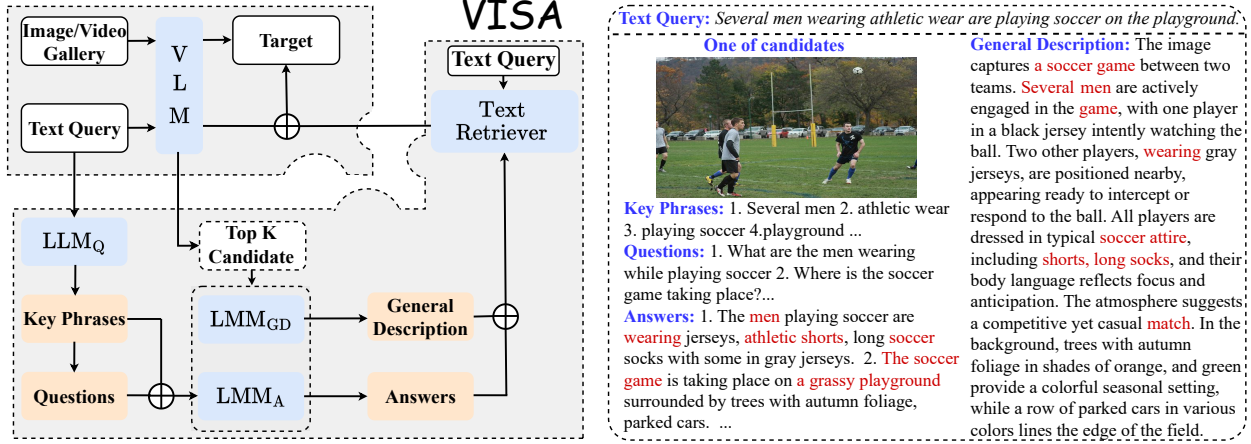 VISA
Image/Video
Gallery
V
L
M
Target
Text Query
Text Query
Text
Retriever
LLM_Q
Top K
Candidate
Key Phrases
LMM_GD
General
Description
Questions
LMM_A
Answers
Text Query: Several men wearing athletic wear are playing soccer on the playground.
One of candidates
Key Phrases: 1. Several men 2. athletic wear
3. playing soccer 4.playground ...
Questions: 1. What are the men wearing
while playing soccer 2. Where is the soccer
game taking place?...
Answers: 1. The men playing soccer are
wearing jerseys, athletic shorts, long soccer
socks with some in gray jerseys. 2. The soccer
game is taking place on a grassy playground
surrounded by trees with autumn foliage,
parked cars. ...
General Description: The image
captures a soccer game between two
teams. Several men are actively
engaged in the game, with one player
in a black jersey intently watching the
ball. Two other players, wearing gray
jerseys, are positioned nearby,
appearing ready to intercept or
respond to the ball. All players are
dressed in typical soccer attire,
including shorts, long socks, and their
body language reflects focus and
anticipation. The atmosphere suggests
a competitive yet casual match. In the
background, trees with autumn
foliage in shades of orange, and green
provide a colorful seasonal setting,
while a row of parked cars in various
colors lines the edge of the field.